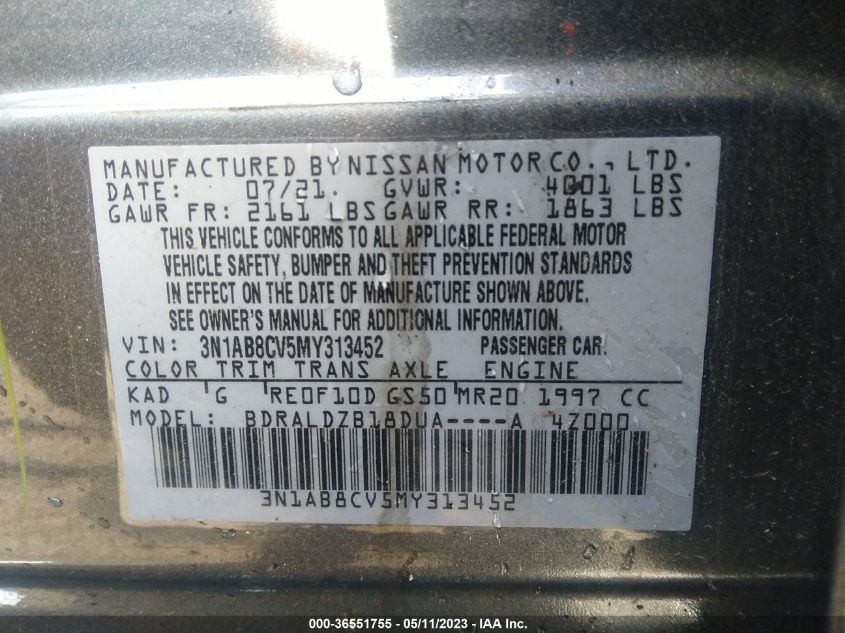 MANUFACTURED BY NISSAN MOTOR CO., LTD.
DATE: 07/21. GVWR: 4001 LBS
GAWR FR: 2161 LBS GAWR RR: 1863 LBS
THIS VEHICLE CONFORMS TO ALL APPLICABLE FEDERAL MOTOR
VEHICLE SAFETY, BUMPER AND THEFT PREVENTION STANDARDS
IN EFFECT ON THE DATE OF MANUFACTURE SHOWN ABOVE.
SEE OWNER'S MANUAL FOR ADDITIONAL INFORMATION.
VIN: 3N1AB8CV5MY313452 PASSENGER CAR.
COLOR TRIM TRANS AXLE ENGINE
KAD G RE0F10D GS50 MR20 1997 CC
MODEL: BDRALDZB18DUA----A 4Z000
3N1AB8CV5MY313452
000-36551755 - 05/11/2023 - © IAA Inc.